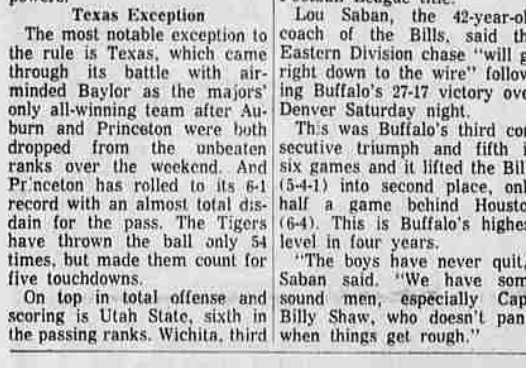 Texas Exception
The most notable exception to
the rule is Texas, which came
through its battle with air-
minded Baylor as the majors'
only all-winning team after Au-
burn and Princeton were both
dropped from the unbeaten
ranks over the weekend. And
Princeton has rolled to its 6-1
record with an almost total dis-
dain for the pass. The Tigers
have thrown the ball only 54
times, but made them count for
five touchdowns.
On top in total offense and
scoring is Utah State, sixth in
the passing ranks. Wichita, third
Lou Saban, the 42-year-ol
coach of the Bills, said th
Eastern Division chase "will g
right down to the wire" follow
ing Buffalo's 27-17 victory ove
Denver Saturday night.
This was Buffalo's third con
secutive triumph and fifth i
six games and it lifted the Bil
(5-4-1) into second place, onl
half a game behind Housto
(6-4). This is Buffalo's highes
level in four years.
"The boys have never quit,
Saban said. "We have som
sound men, especially Cap
Billy Shaw, who doesn't pan
when things get rough."